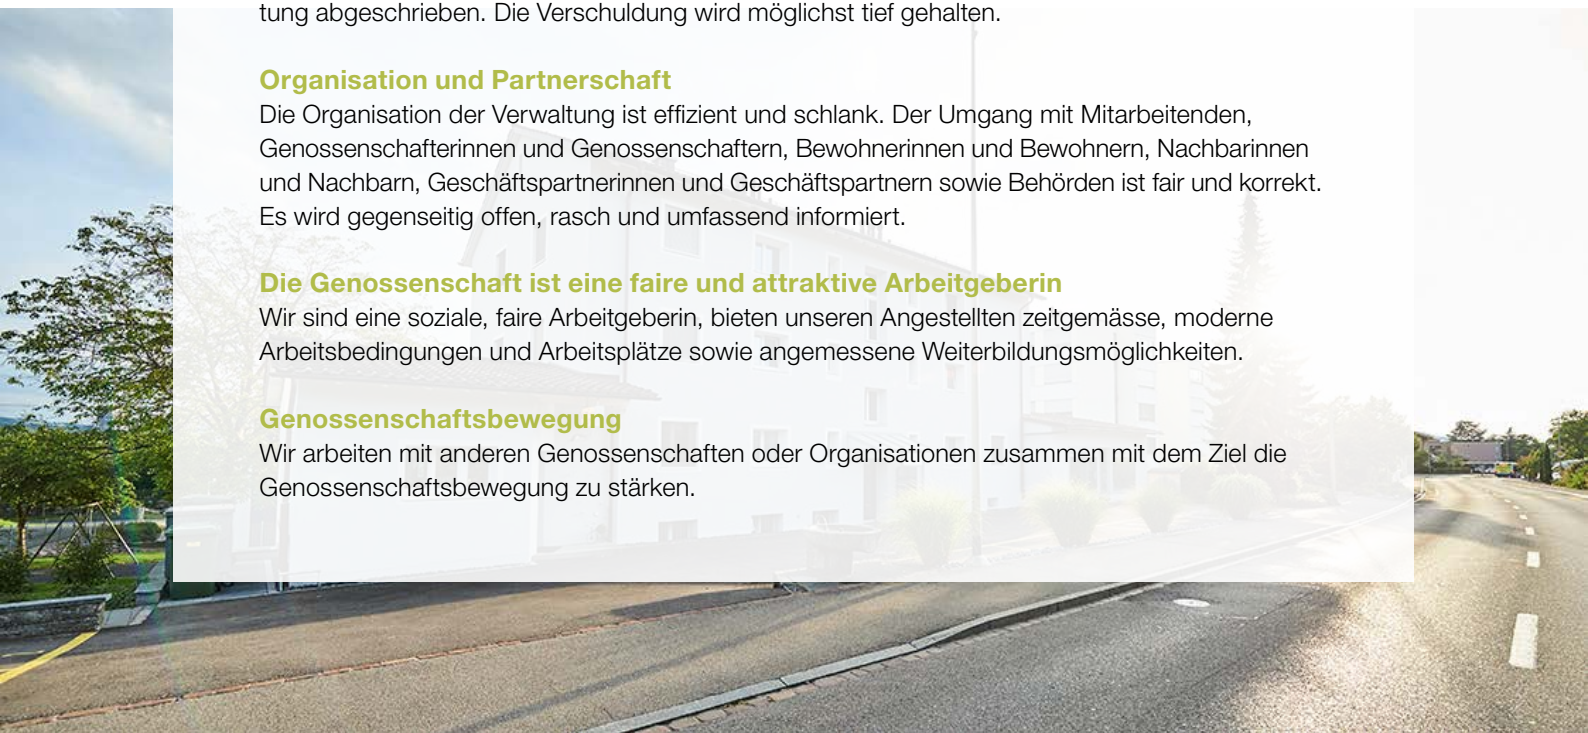 tung abgeschrieben. Die Verschuldung wird möglichst tief gehalten.
Organisation und Partnerschaft
Die Organisation der Verwaltung ist effizient und schlank. Der Umgang mit Mitarbeitenden,
Genossenschafterinnen und Genossenschaftern, Bewohnerinnen und Bewohnern, Nachbarinnen
und Nachbarn, Geschäftspartnerinnen und Geschäftspartnern sowie Behörden ist fair und korrekt.
Es wird gegenseitig offen, rasch und umfassend informiert.
Die Genossenschaft ist eine faire und attraktive Arbeitgeberin
Wir sind eine soziale, faire Arbeitgeberin, bieten unseren Angestellten zeitgemässe, moderne
Arbeitsbedingungen und Arbeitsplätze sowie angemessene Weiterbildungsmöglichkeiten.
Genossenschaftsbewegung
Wir arbeiten mit anderen Genossenschaften oder Organisationen zusammen mit dem Ziel die
Genossenschaftsbewegung zu stärken.